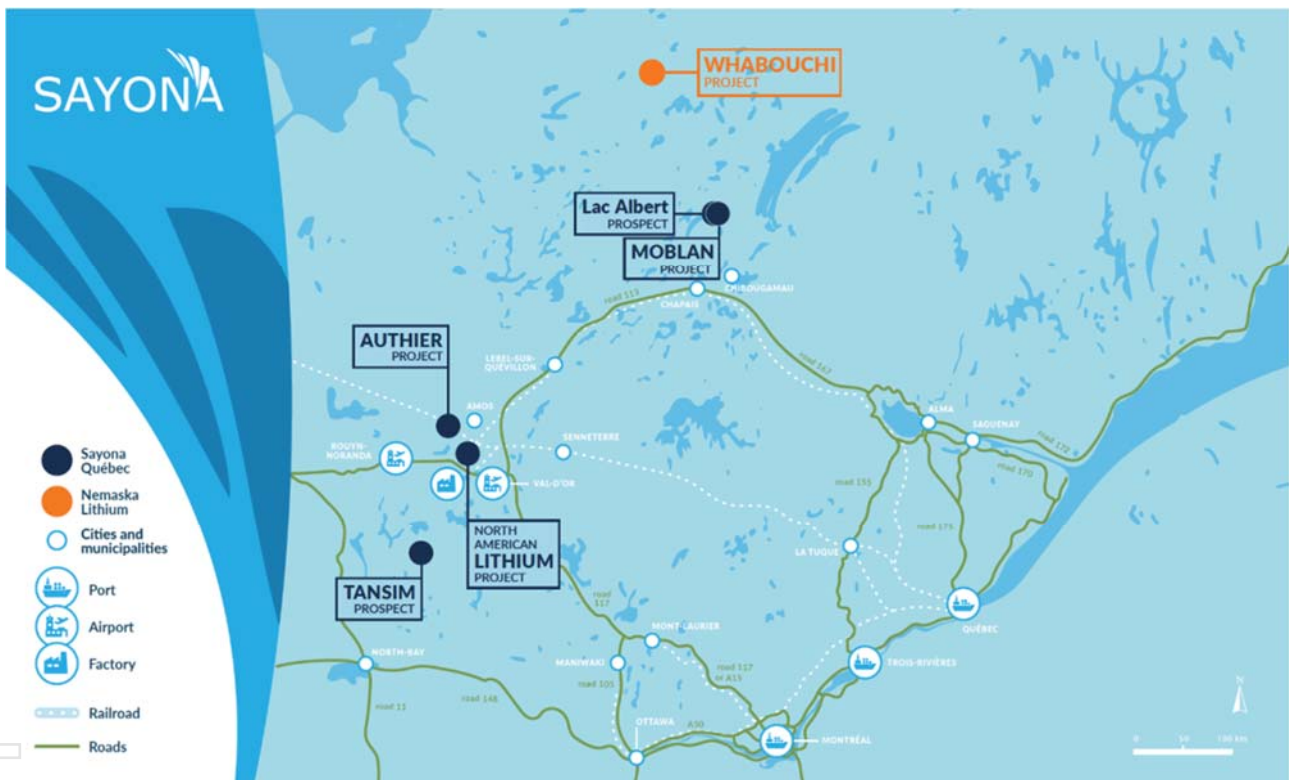 SAYONA
WHABOUCHI
PROJECT
Lac Albert
PROSPECT
MOBLAN
PROJECT
CHIBOUGAMAU
CHAPAIS
road 113
AUTHIER
PROJECT
LEBEL-SUR-
QUÉVILLON
road 167
AMOS
ALMA
SAGUENAY
SENNETERRE
ROUYN-
NORANDA
road 172
road 170
VAL-D'OR
road 155
road 175
NORTH
AMERICAN
LITHIUM
PROJECT
LA TUQUE
TANSIM
PROSPECT
road
117
QUÉBEC
MONT-LAURIER
MANIWAKI
NORTH-BAY
TROIS-RIVIÈRES
road 117
or A15
road 105
road 148
road 11
OTTAWA
A50
MONTRÉAL
Sayona
Québec
Nemaska
Lithium
Cities and
municipalities
Port
Airport
Factory
Railroad
Roads
N
0 50 100 km